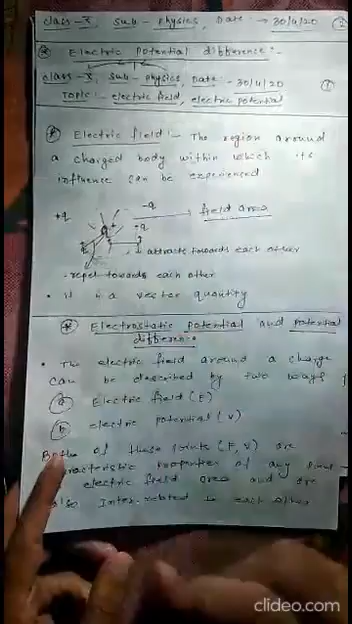 class-X, Sub - Physics, Date :→ 30/4/20 (2)
Electric Potential difference :-
class-X, Sub - Physics, Date - 30/4/20
Topic :- electric field, electric potential (1)
Electric field :- The region around
a charged body within which its
influence can be experienced
+q -q field area
-q
attracts towards each other
- repel towards each other
• it is a vector quantity
Electrostatic Potential and potential
difference
• The electric field around a charge
can be described by two ways
(a) Electric field (E)
(b) electric potential (V)
Both of these points (E, V) are
characteristic properties of any
electric field area and are
also Inter-related to each other
clideo.com